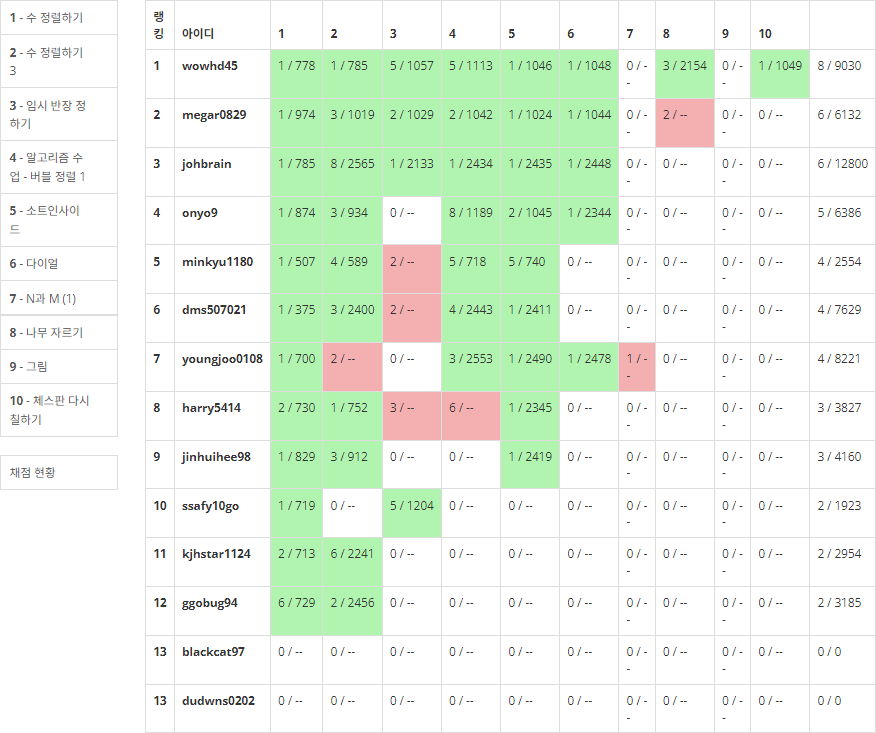 1 - 수 정렬하기
2 - 수 정렬하기
3
3 - 임시 반장 정
하기
4 - 알고리즘 수
업 - 버블 정렬 1
5 - 소트인사이
드
6 - 다이얼
7 - N과 M (1)
8 - 나무 자르기
9 - 그림
10 - 체스판 다시
칠하기
채점 현황
랭킹 아이디 1 2 3 4 5 6 7 8 9 10
1 wowhd45 1 / 778 1 / 785 5 / 1057 5 / 1113 1 / 1046 1 / 1048 0 / -- 3 / 2154 0 / -- 1 / 1049 8 / 9030
2 megar0829 1 / 974 3 / 1019 2 / 1029 2 / 1042 1 / 1024 1 / 1044 0 / -- 2 / -- 0 / -- 0 / -- 6 / 6132
3 johbrain 1 / 785 8 / 2565 1 / 2133 1 / 2434 1 / 2435 1 / 2448 0 / -- 0 / -- 0 / -- 0 / -- 6 / 12800
4 onyo9 1 / 874 3 / 934 0 / -- 8 / 1189 2 / 1045 1 / 2344 0 / -- 0 / -- 0 / -- 0 / -- 5 / 6386
5 minkyu1180 1 / 507 4 / 589 2 / -- 5 / 718 5 / 740 0 / -- 0 / -- 0 / -- 0 / -- 0 / -- 4 / 2554
6 dms507021 1 / 375 3 / 2400 2 / -- 4 / 2443 1 / 2411 0 / -- 0 / -- 0 / -- 0 / -- 0 / -- 4 / 7629
7 youngjoo0108 1 / 700 2 / -- 0 / -- 3 / 2553 1 / 2490 1 / 2478 1 / -- 0 / -- 0 / -- 0 / -- 4 / 8221
8 harry5414 2 / 730 1 / 752 3 / -- 6 / -- 1 / 2345 0 / -- 0 / -- 0 / -- 0 / -- 0 / -- 3 / 3827
9 jinhuihee98 1 / 829 3 / 912 0 / -- 0 / -- 1 / 2419 0 / -- 0 / -- 0 / -- 0 / -- 0 / -- 3 / 4160
10 ssafy10go 1 / 719 0 / -- 5 / 1204 0 / -- 0 / -- 0 / -- 0 / -- 0 / -- 0 / -- 0 / -- 2 / 1923
11 kjhstar1124 2 / 713 6 / 2241 0 / -- 0 / -- 0 / -- 0 / -- 0 / -- 0 / -- 0 / -- 0 / -- 2 / 2954
12 ggobug94 6 / 729 2 / 2456 0 / -- 0 / -- 0 / -- 0 / -- 0 / -- 0 / -- 0 / -- 0 / -- 2 / 3185
13 blackcat97 0 / -- 0 / -- 0 / -- 0 / -- 0 / -- 0 / -- 0 / -- 0 / -- 0 / -- 0 / -- 0 / 0
13 dudwns0202 0 / -- 0 / -- 0 / -- 0 / -- 0 / -- 0 / -- 0 / -- 0 / -- 0 / -- 0 / -- 0 / 0